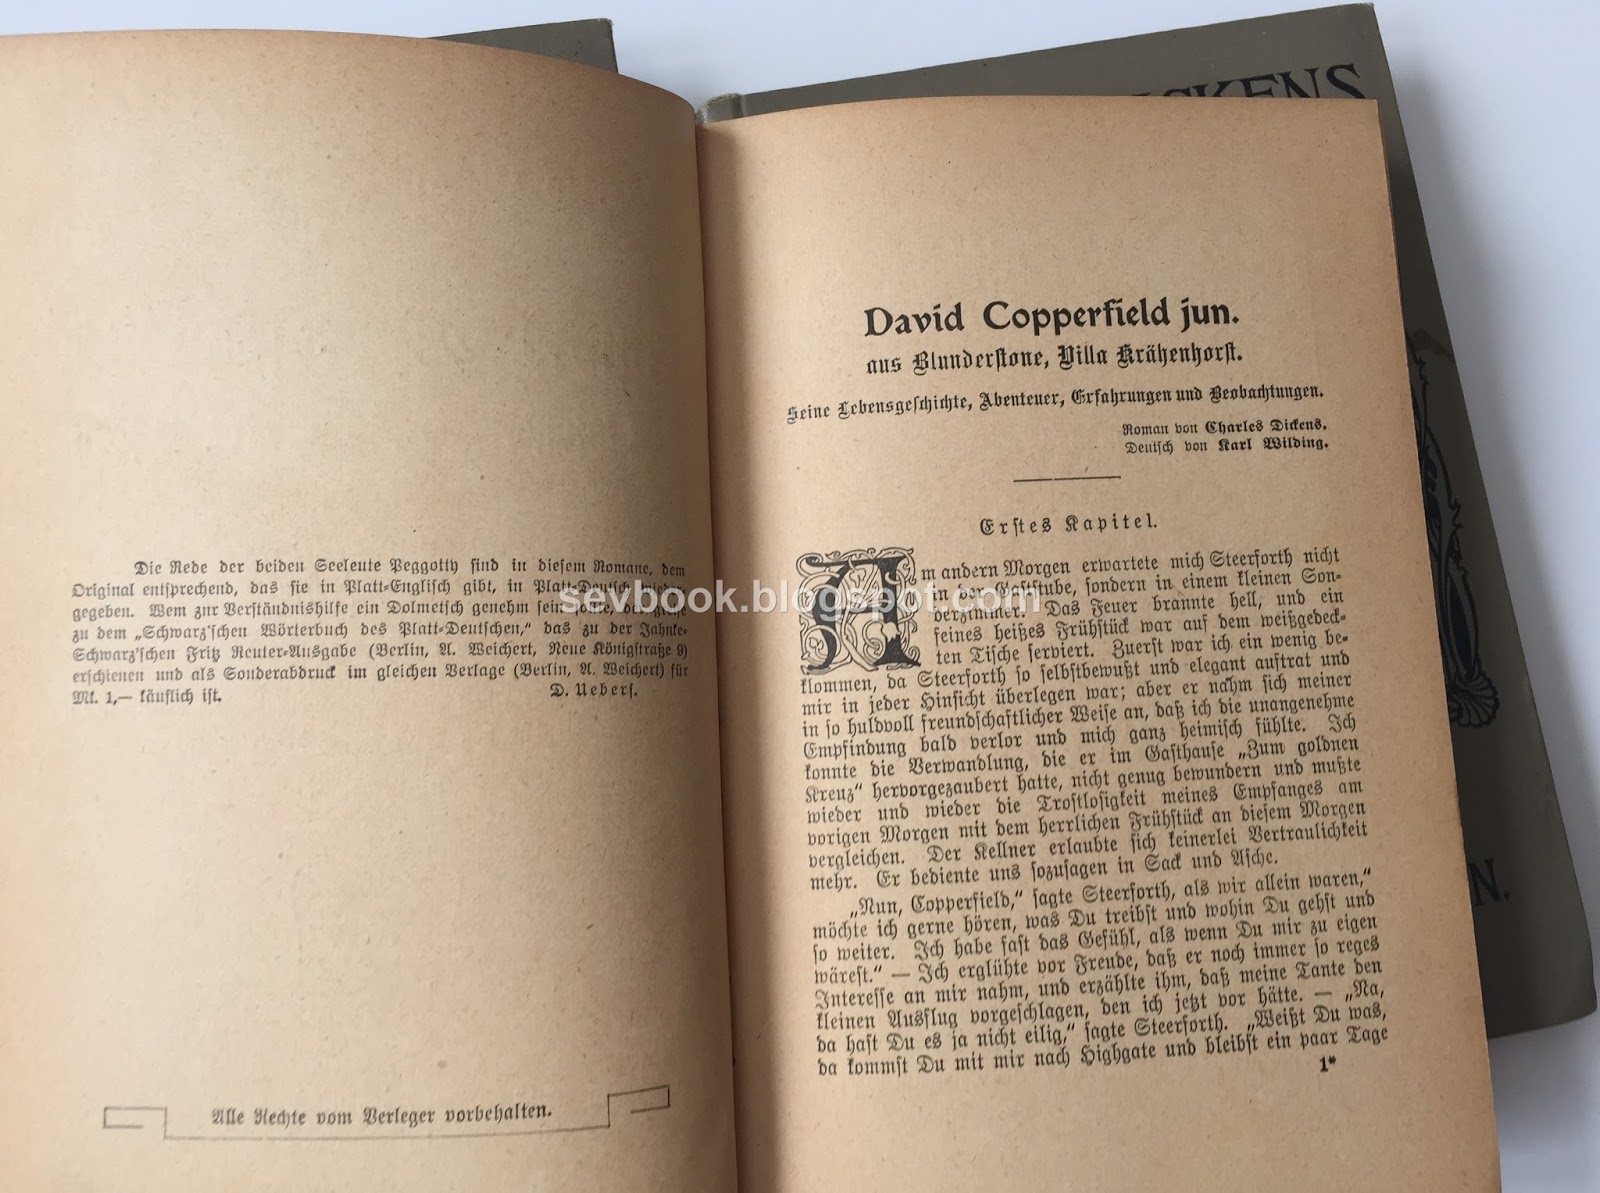 Die Rede der beiden Seeleute Peggotty sind in diesem Romane, dem
Original entsprechend, das sie in Platt-Englisch gibt, in Platt-Deutsch wieder
gegeben. Wem zur Verständnishilfe ein Dolmetsch genehm sein sollte, der greife
zu dem „Schwarz'schen Wörterbuch des Platt-Deutschen,“ das zu der Jahnke-
Schwarz'schen Fritz Reuter-Ausgabe (Berlin, A. Weichert, Neue Königstraße 9)
erschienen und als Sonderabdruck im gleichen Verlage (Berlin, A. Weichert) für
Mk. 1,— käuflich ist. D. Uebers.
Alle Rechte vom Verleger vorbehalten.
David Copperfield jun.
aus Blunderstone, Villa Krähenhorst.
Seine Lebensgeschichte, Abenteuer, Erfahrungen und Beobachtungen.
Roman von Charles Dickens.
Deutsch von Karl Wilding.
Erstes Kapitel.
Am andern Morgen erwartete mich Steerforth nicht
in der Gaststube, sondern in einem kleinen Son-
derzimmer. Das Feuer brannte hell, und ein
feines heißes Frühstück war auf dem weißgedeck-
ten Tische serviert. Zuerst war ich ein wenig be-
klommen, da Steerforth so selbstbewußt und elegant auftrat und
mir in jeder Hinsicht überlegen war; aber er nahm sich meiner
in so huldvoll freundschaftlicher Weise an, daß ich die unangenehme
Empfindung bald verlor und mich ganz heimisch fühlte. Ich
konnte die Verwandlung, die er im Gasthause „Zum goldnen
Kreuz“ hervorgezaubert hatte, nicht genug bewundern und mußte
wieder und wieder die Trostlosigkeit meines Empfanges am
vorigen Morgen mit dem herrlichen Frühstück an diesem Morgen
vergleichen. Der Kellner erlaubte sich keinerlei Vertraulichkeit
mehr. Er bediente uns sozusagen in Sack und Asche.
„Nun, Copperfield,“ sagte Steerforth, als wir allein waren,“
möchte ich gerne hören, was Du treibst und wohin Du gehst und
so weiter. Ich habe fast das Gefühl, als wenn Du mir zu eigen
wärest.“ — Ich erglühte vor Freude, daß er noch immer so reges
Interesse an mir nahm, und erzählte ihm, daß meine Tante den
kleinen Ausflug vorgeschlagen, den ich jetzt vor hätte. — „Na,
da hast Du es ja nicht eilig,“ sagte Steerforth. „Weißt Du was,
da kommst Du mit mir nach Highgate und bleibst ein paar Tage
1*
sevbook.blogspot.com